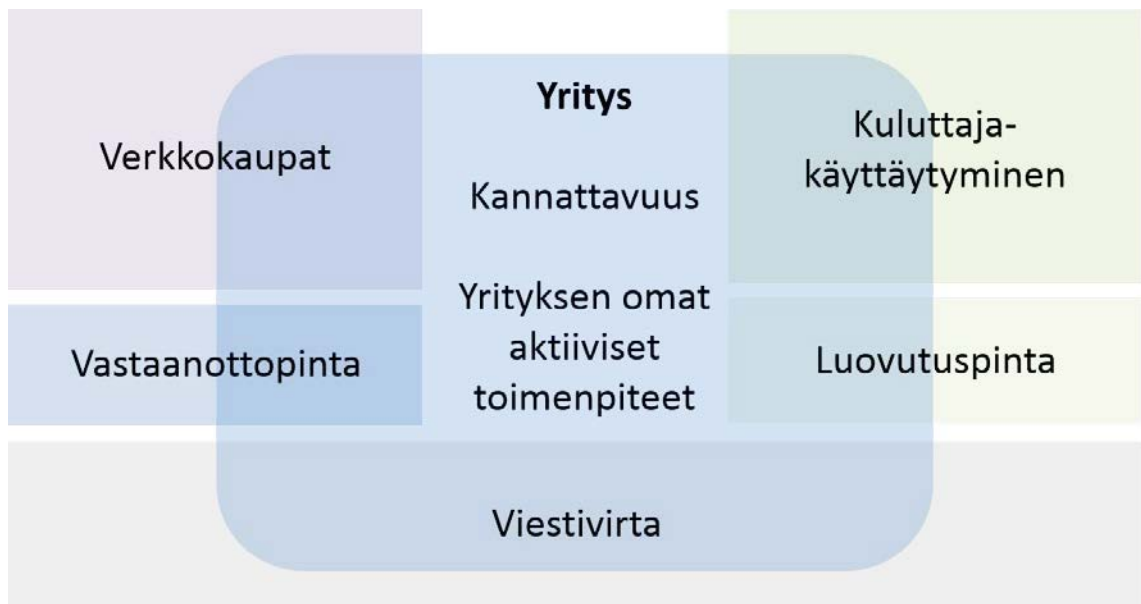 Verkkokaupat
Vastaanottopinta
Yritys
Kannattavuus
Yrityksen omat
aktiiviset
toimenpiteet
Kuluttaja-
käyttäytyminen
Luovutuspinta
Viestivirta